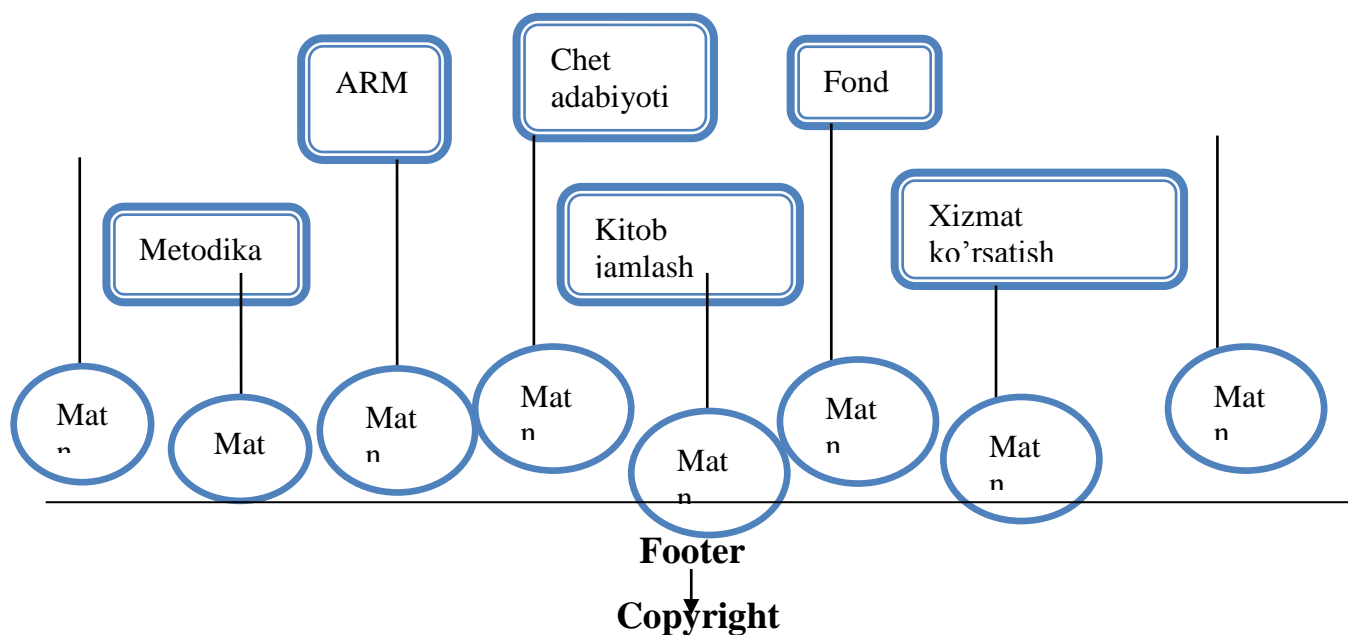 ARM
Chet
adabiyoti
Fond
Metodika
Kitob
jamlash
Xizmat
ko’rsatish
Mat
n
Mat
Mat
n
Mat
n
Mat
n
Mat
n
Mat
n
Mat
n
Footer
Copyright